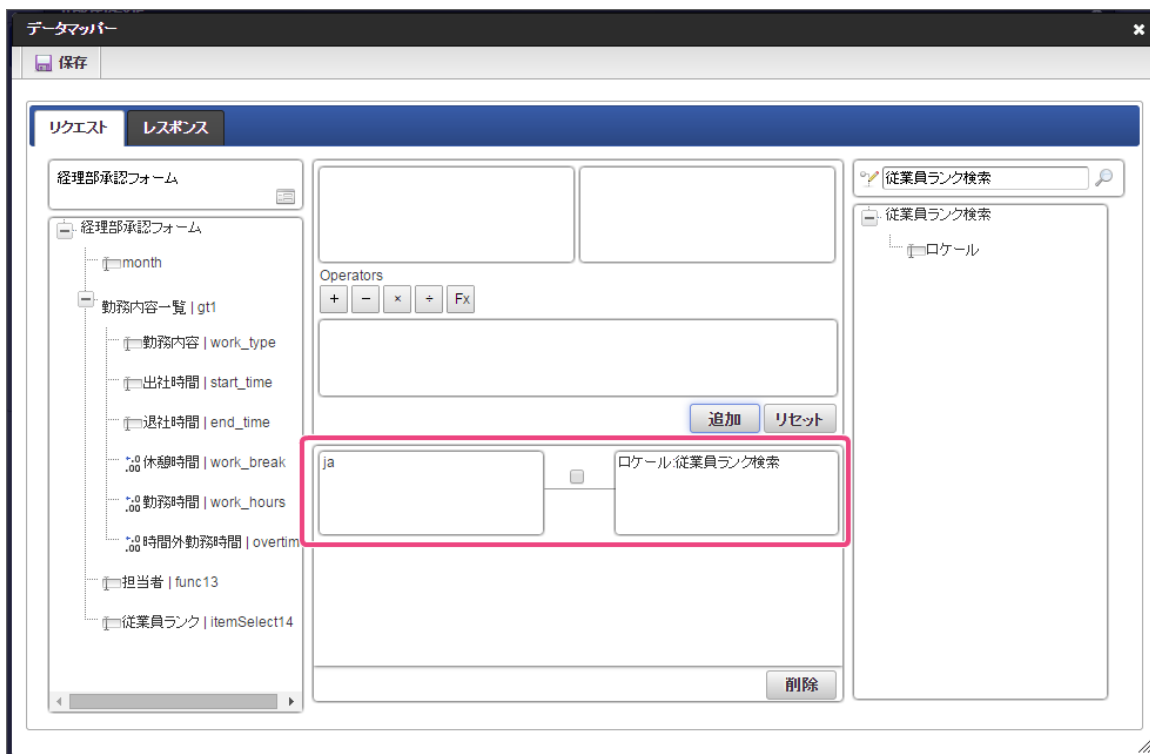 データマッパー
保存
リクエスト
レスポンス
経理部承認フォーム
経理部承認フォーム
month
勤務内容一覧 | gt1
勤務内容 | work_type
出社時間 | start_time
退社時間 | end_time
休憩時間 | work_break
勤務時間 | work_hours
時間外勤務時間 | overtim
担当者 | func13
従業員ランク | itemSelect14
Operators
+ − × ÷ Fx
追加 リセット
ja
ロケール:従業員ランク検索
削除
従業員ランク検索
従業員ランク検索
ロケール